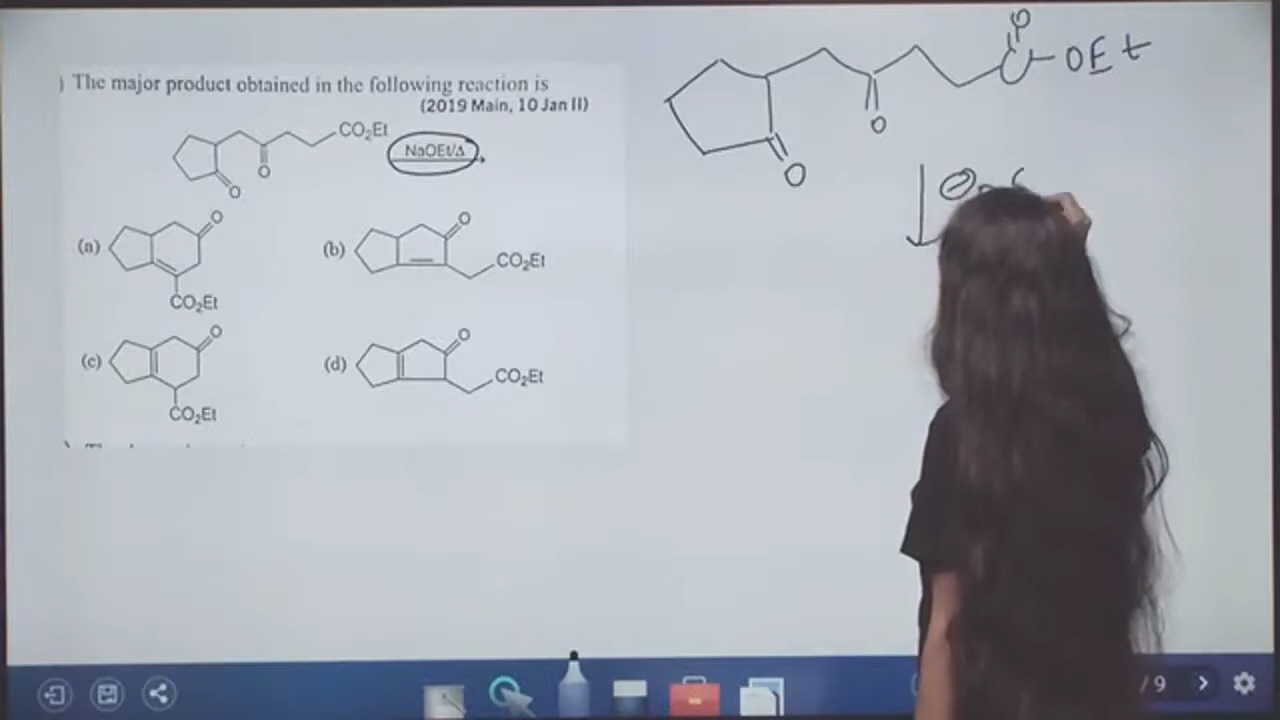 ) The major product obtained in the following reaction is
(2019 Main, 10 Jan II)
CO₂Et
NaOEt/Δ
O
O
(a)
O
CO₂Et
(b)
O
CO₂Et
(c)
O
CO₂Et
(d)
O
CO₂Et
O
C-OEt
O
O
/ 9